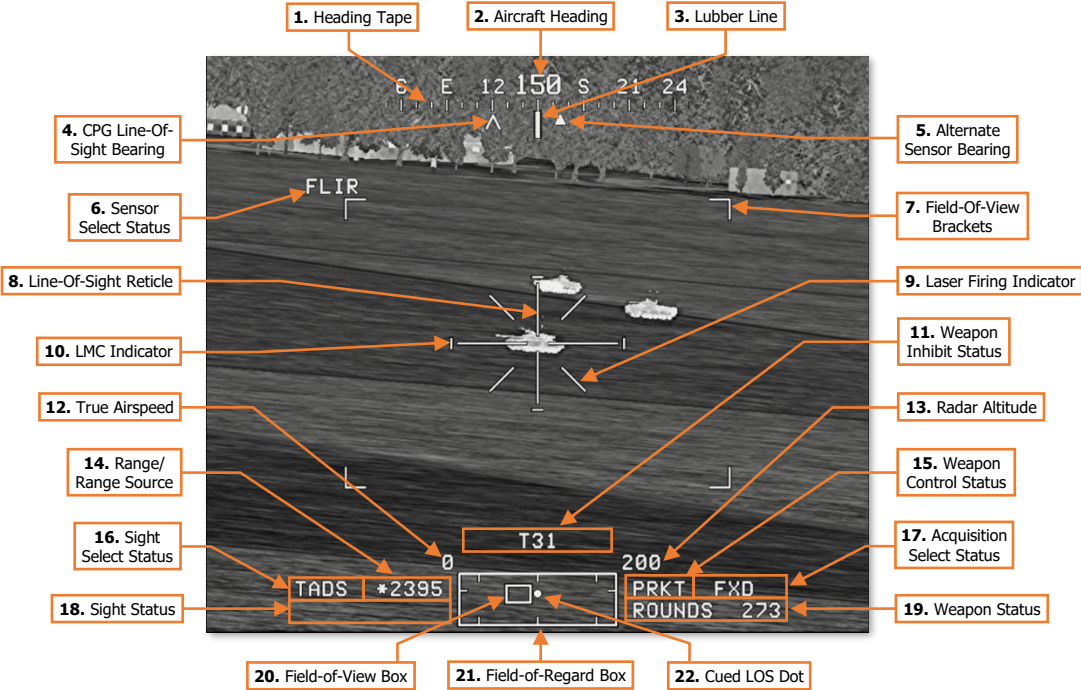 1. Heading Tape
2. Aircraft Heading
3. Lubber Line
6 E 12 150 S 21 24
4. CPG Line-Of-
Sight Bearing
5. Alternate
Sensor Bearing
FLIR
6. Sensor
Select Status
7. Field-Of-View
Brackets
8. Line-Of-Sight Reticle
9. Laser Firing Indicator
10. LMC Indicator
11. Weapon
Inhibit Status
12. True Airspeed
13. Radar Altitude
14. Range/
Range Source
15. Weapon
Control Status
T31
16. Sight
Select Status
17. Acquisition
Select Status
0
200
TADS *2395
PRKT FXD
18. Sight Status
ROUNDS 273
19. Weapon Status
20. Field-of-View Box
21. Field-of-Regard Box
22. Cued LOS Dot